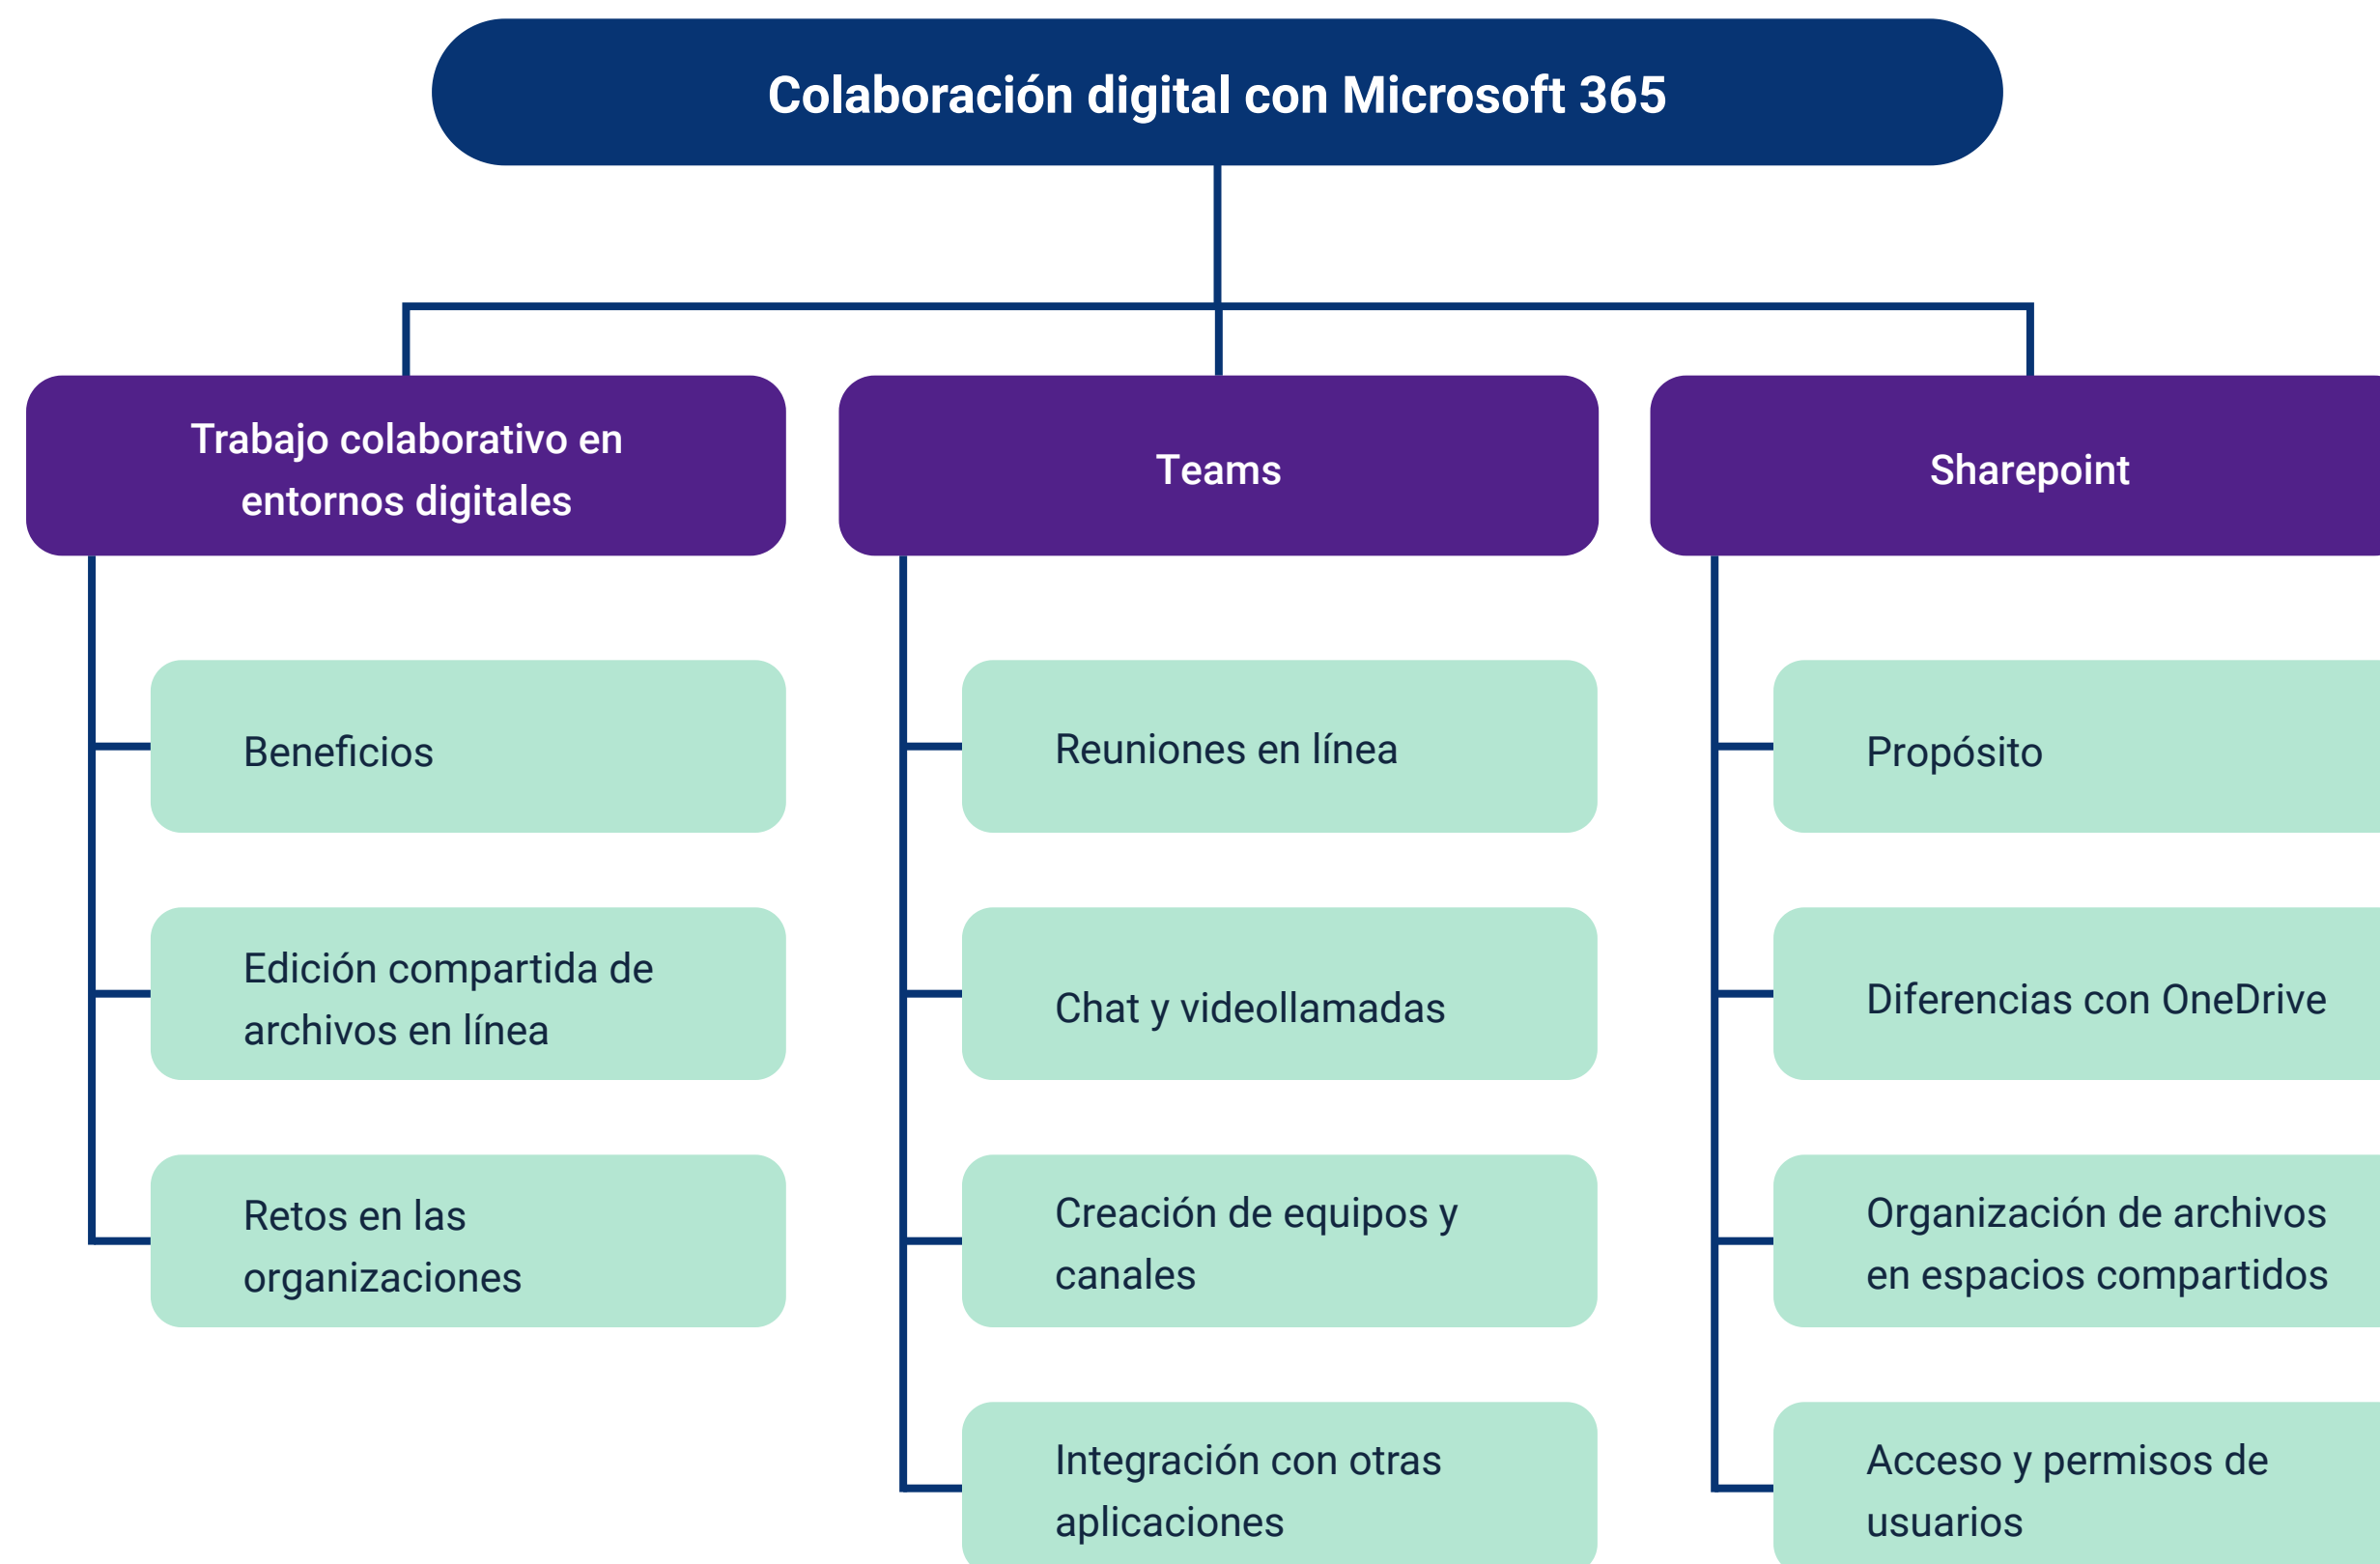 Colaboración digital con Microsoft 365
Trabajo colaborativo en
entornos digitales
Beneficios
Edición compartida de
archivos en línea
Retos en las
organizaciones
Teams
Reuniones en línea
Chat y videollamadas
Creación de equipos y
canales
Integración con otras
aplicaciones
Sharepoint
Propósito
Diferencias con OneDrive
Organización de archivos
en espacios compartidos
Acceso y permisos de
usuarios